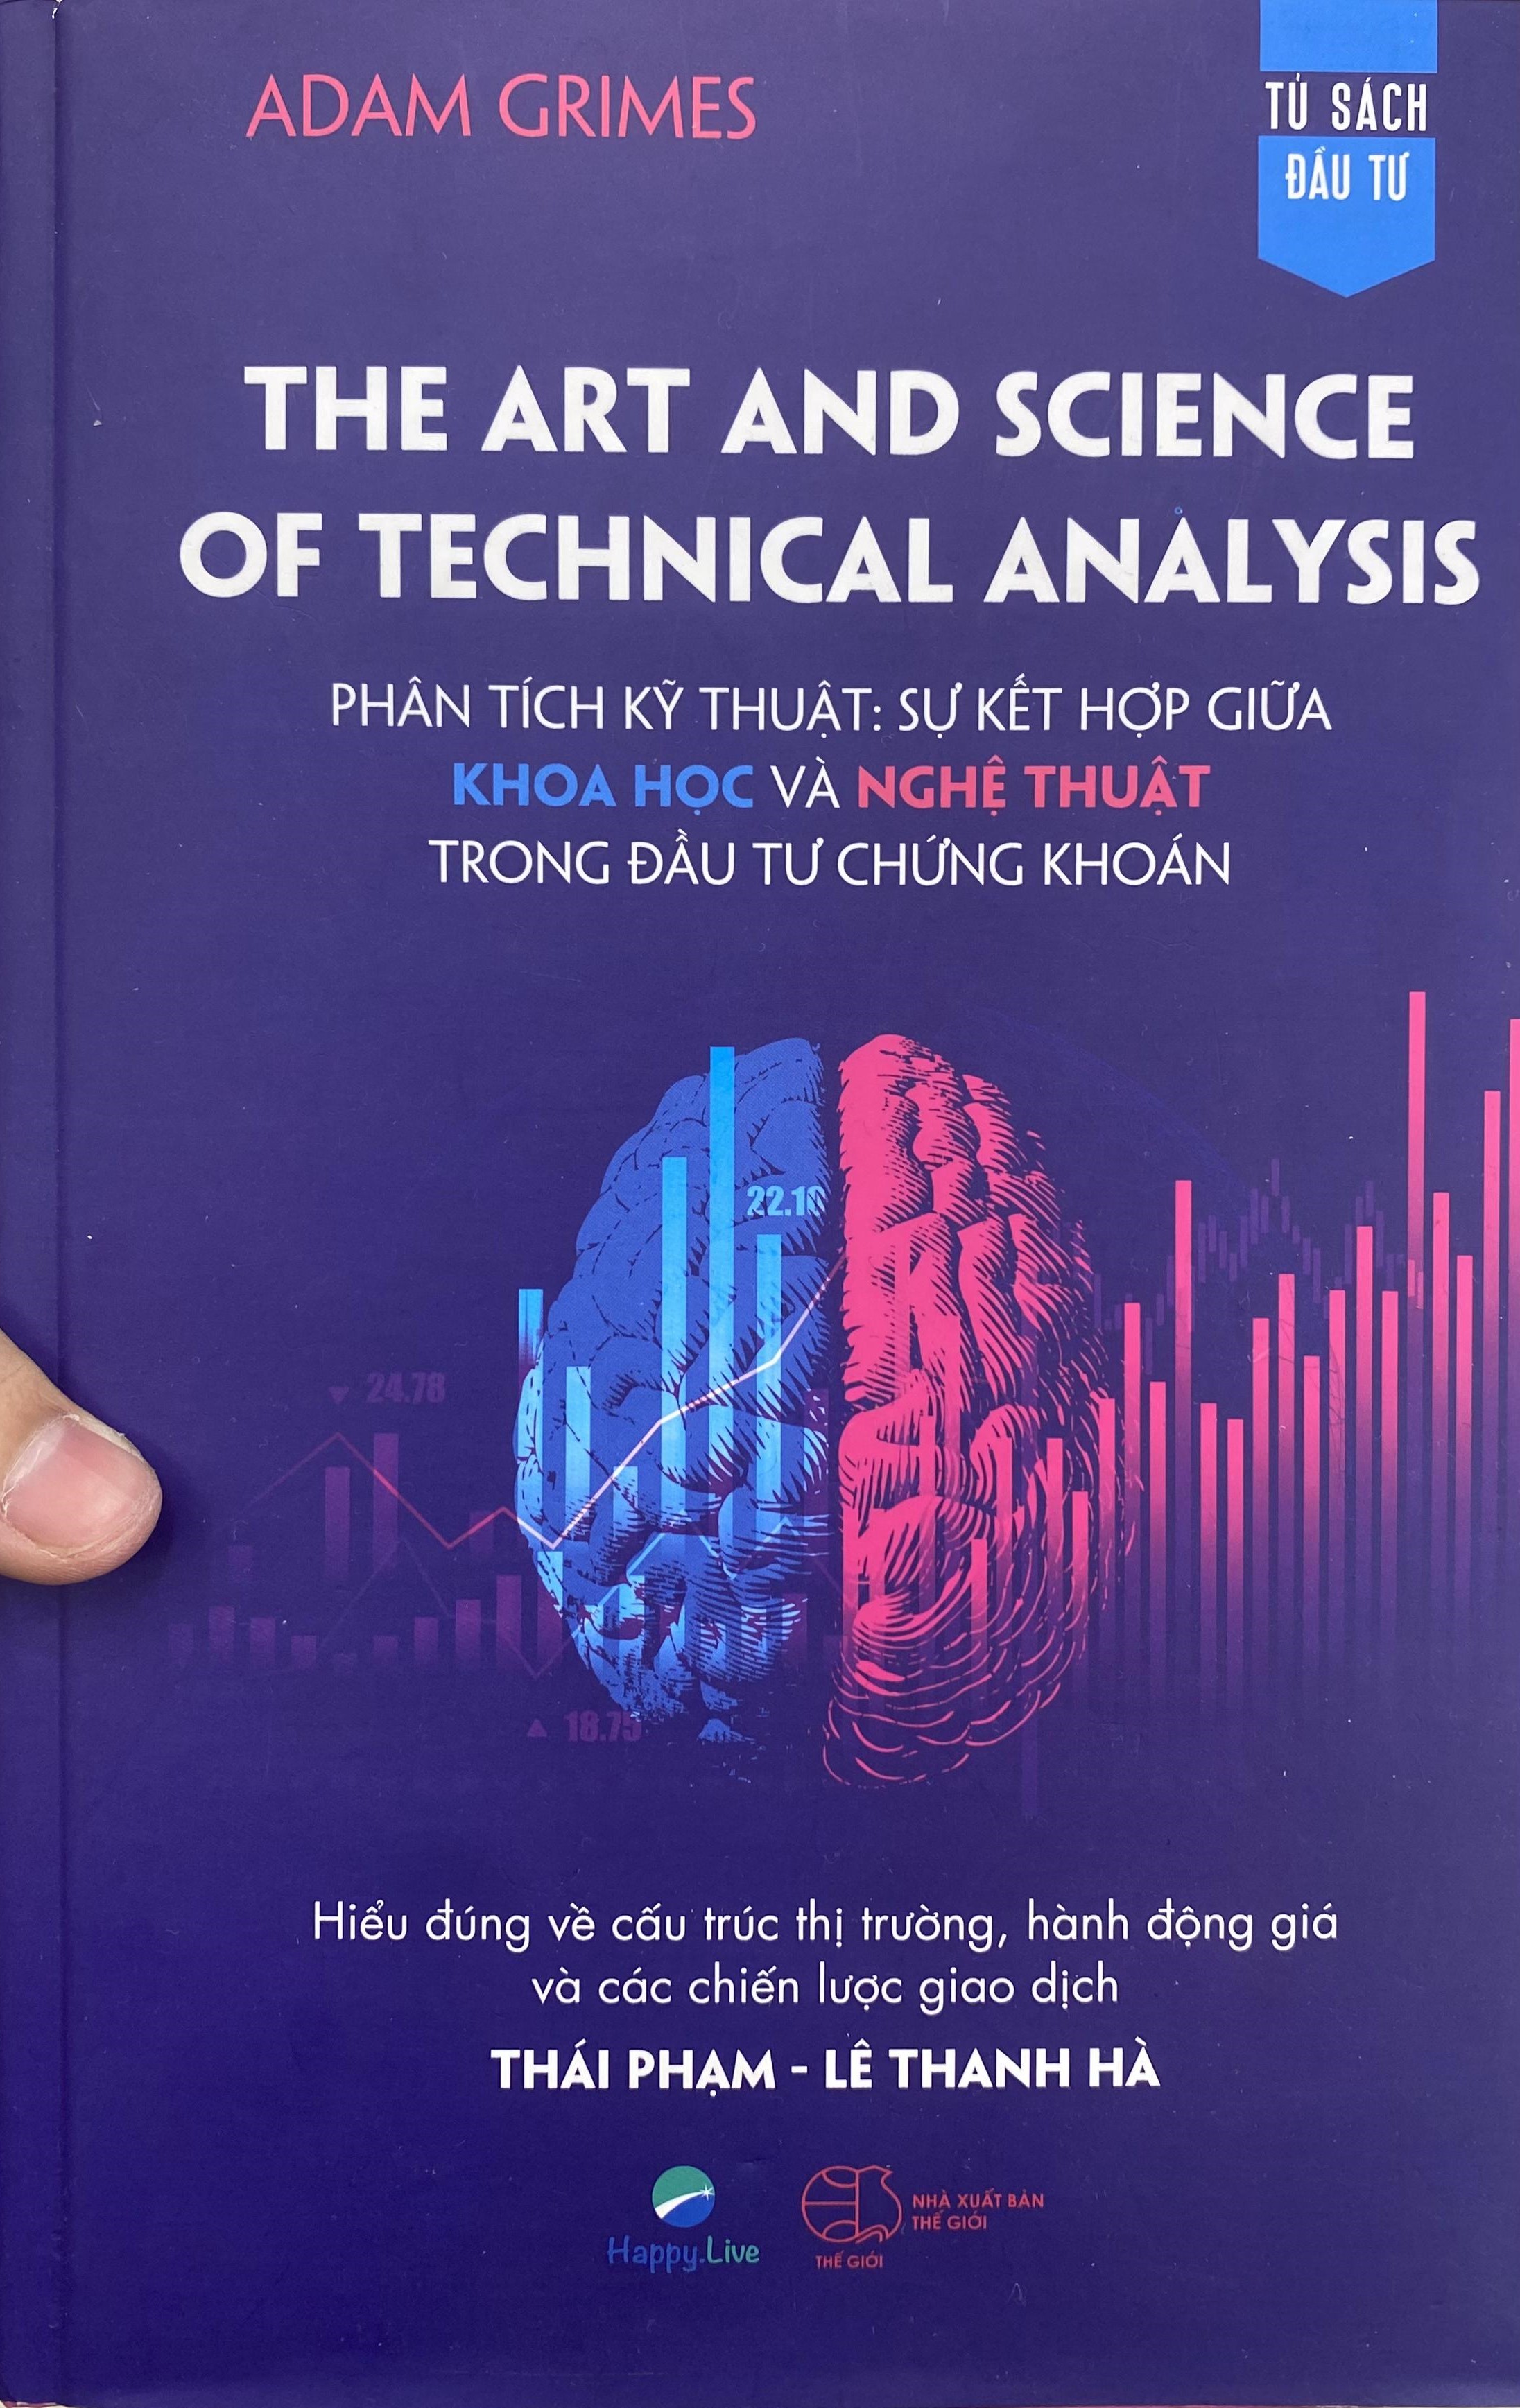 ADAM GRIMES
TỦ SÁCH
ĐẦU TƯ
THE ART AND SCIENCE
OF TECHNICAL ANALYSIS
PHÂN TÍCH KỸ THUẬT: SỰ KẾT HỢP GIỮA
KHOA HỌC VÀ NGHỆ THUẬT
TRONG ĐẦU TƯ CHỨNG KHOÁN
24.78
18.75
Hiểu đúng về cấu trúc thị trường, hành động giá
và các chiến lược giao dịch
THÁI PHẠM - LÊ THANH HÀ
Happy.Live
THẾ GIỚI
NHÀ XUẤT BẢN
THẾ GIỚI